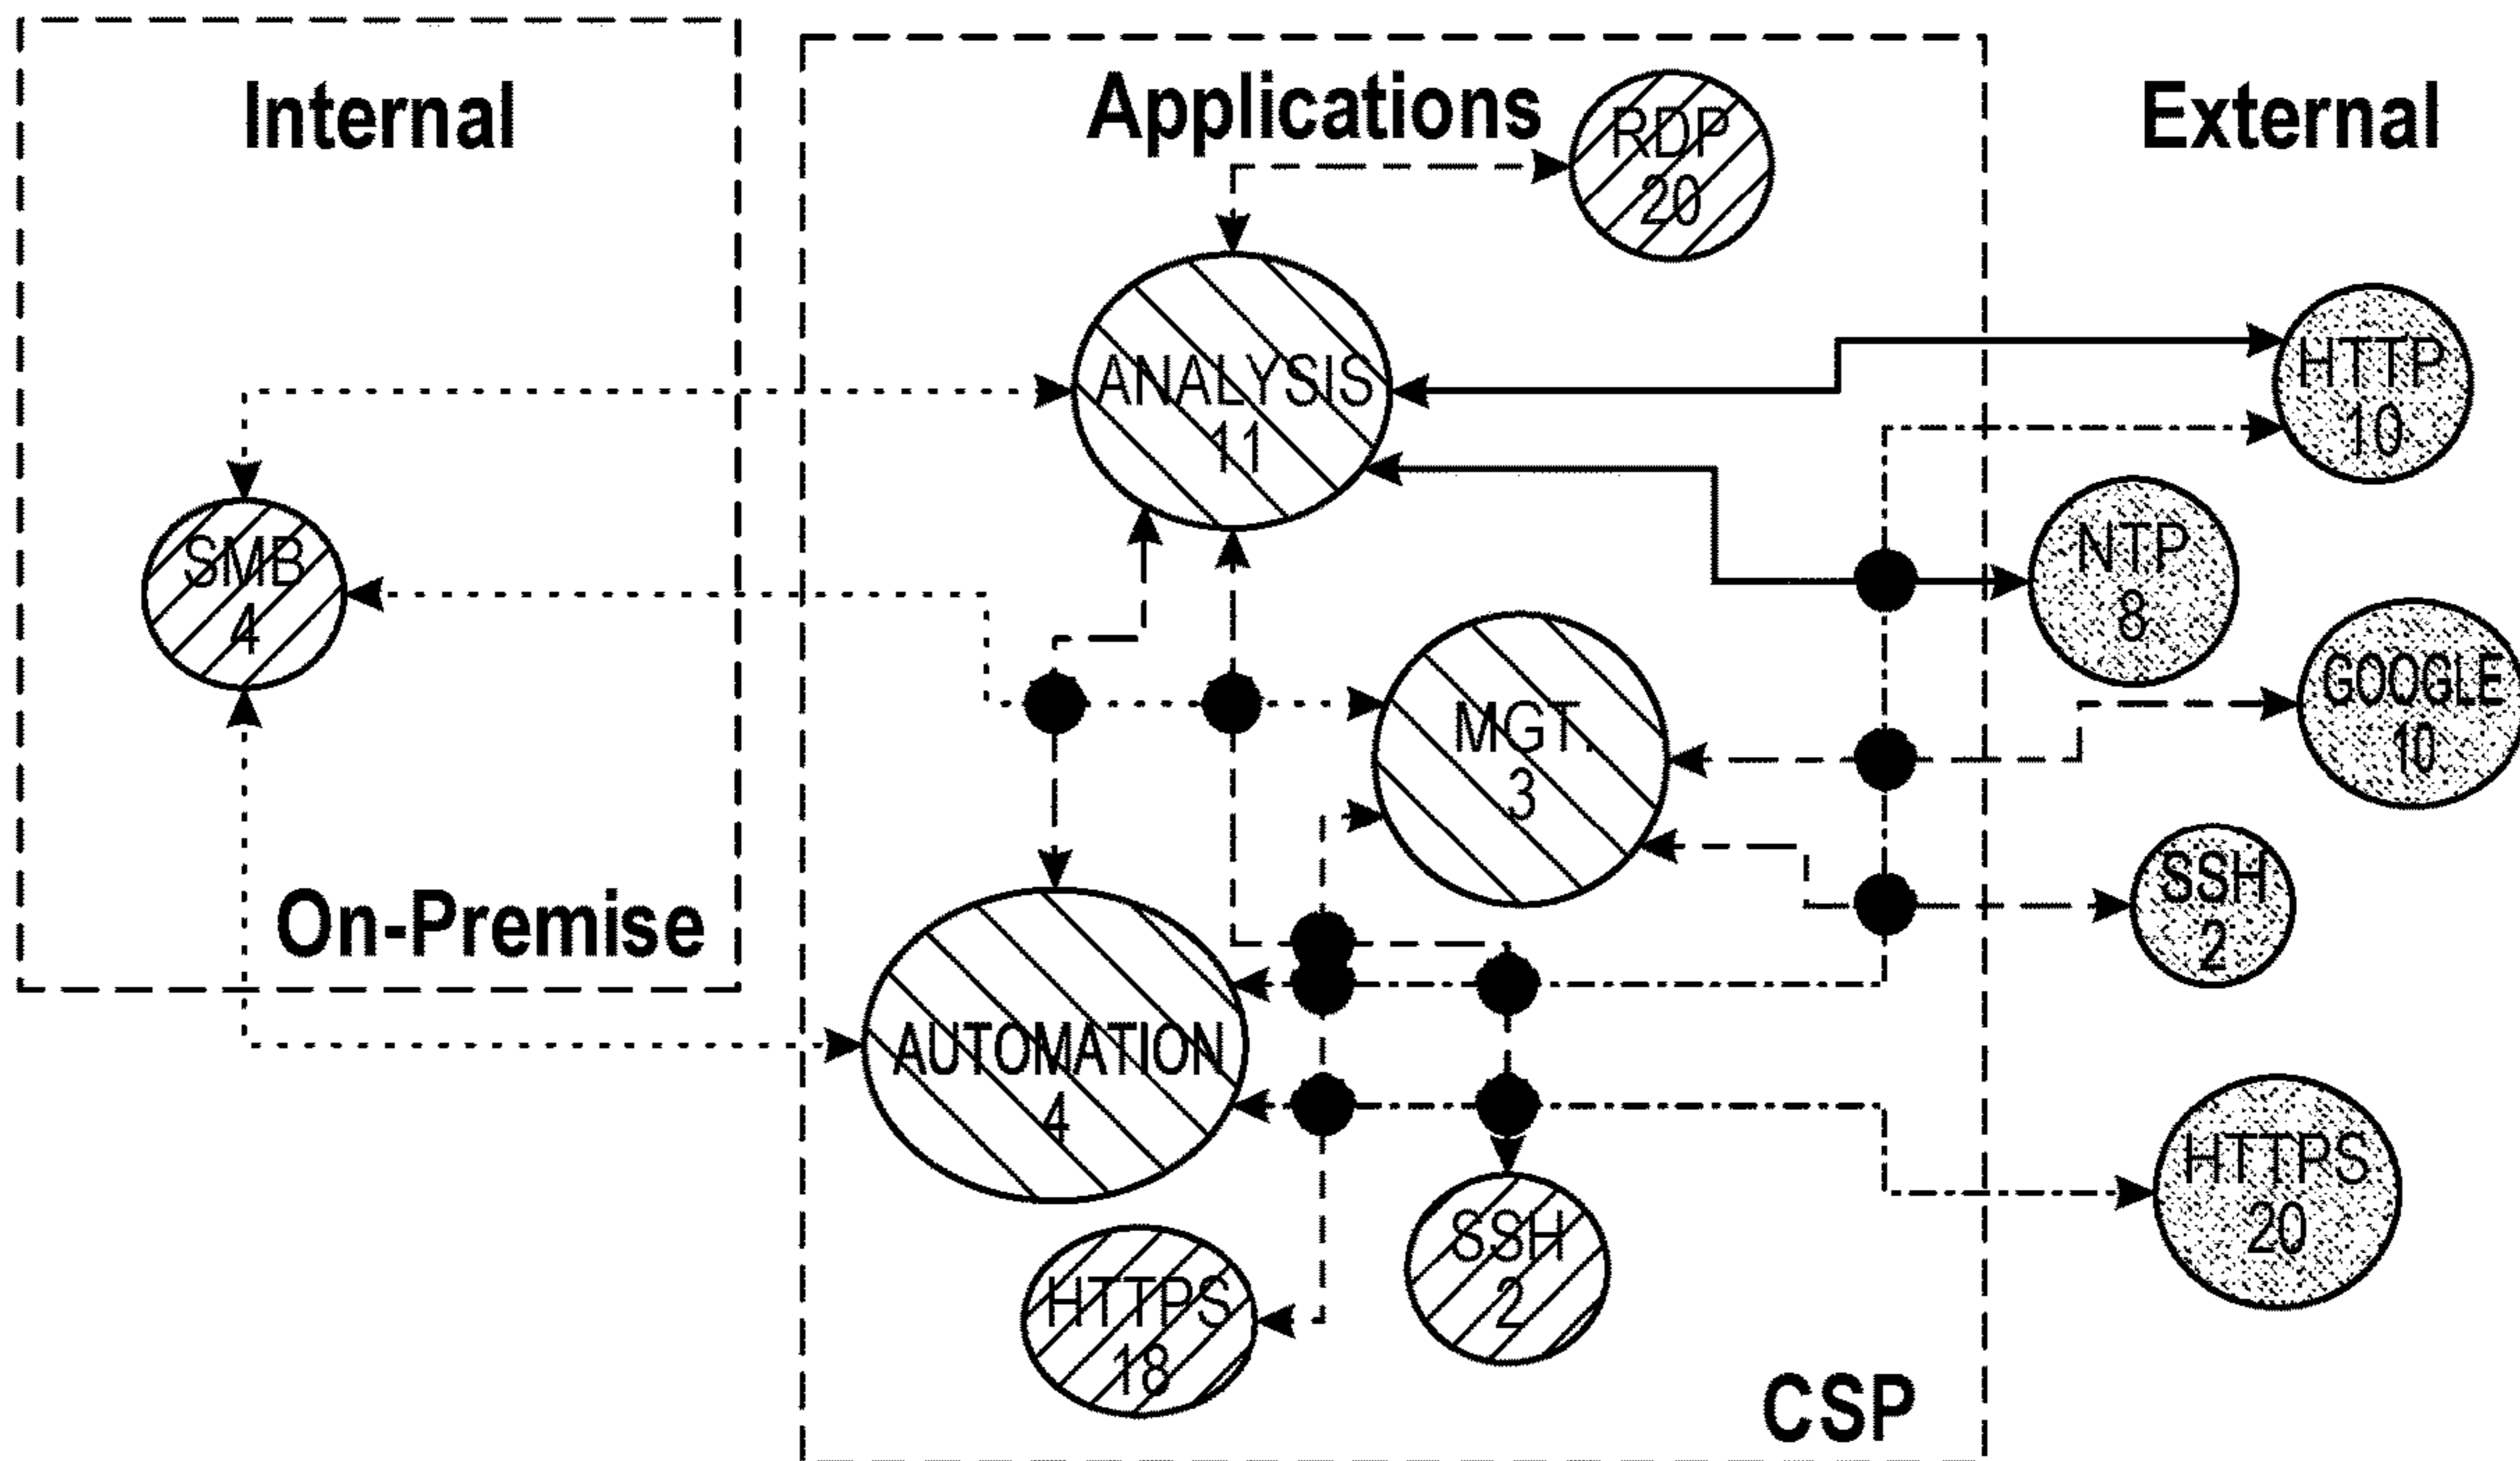 Internal
Applications
External
RDP
20
HTTP
10
ANALYSIS
11
NTP
8
SMB
4
GOOGLE
10
MGT.
3
SSH
2
On-Premise
AUTOMATION
4
HTTPS
20
SSH
2
HTTPS
18
CSP